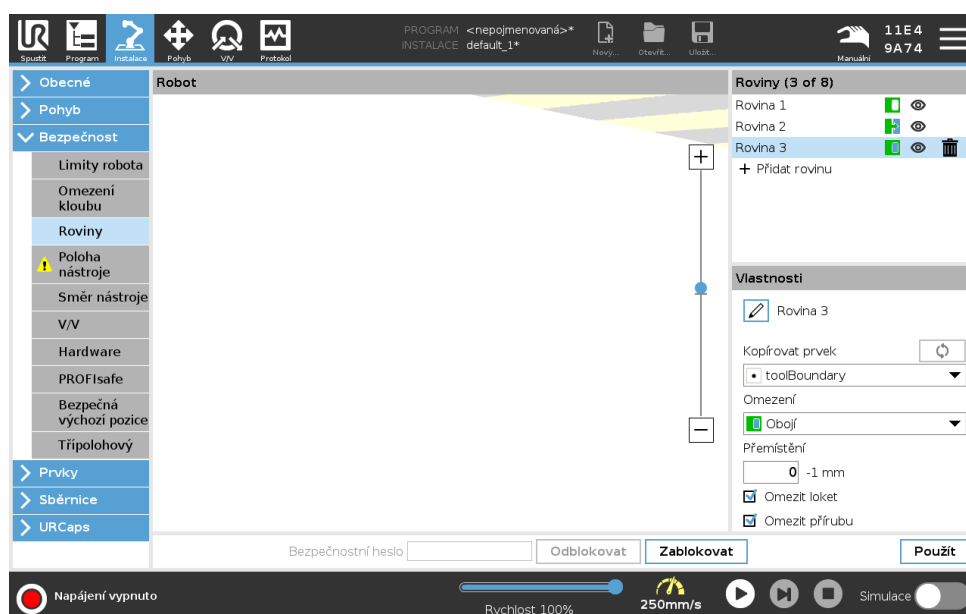 UR
PROGRAM <nepojmenovaná>*
INSTALACE default_1*
Spustit Program Instalace Pohyb V/V Protokol Nový... Otevřít... Uložit... Manuální
11E4
9A74
Obecné
Pohyb
Bezpečnost
Limity robota
Omezení
kloubu
Roviny
Poloha
nástroje
Směr nástroje
V/V
Hardware
PROFIsafe
Bezpečná
výchozí pozice
Třípolohový
Prvky
Sběrnice
URCaps
Robot
Roviny (3 of 8)
Rovina 1
Rovina 2
Rovina 3
+ Přidat rovinu
Vlastnosti
Rovina 3
Kopírovat prvek
toolBoundary
Omezení
Obojí
Přemístění
0 -1 mm
Omezit loket
Omezit přírubu
Bezpečnostní heslo Odblokovat Zablokovat Použít
Napájení vypnuto
Rychlost 100%
250mm/s
Simulace